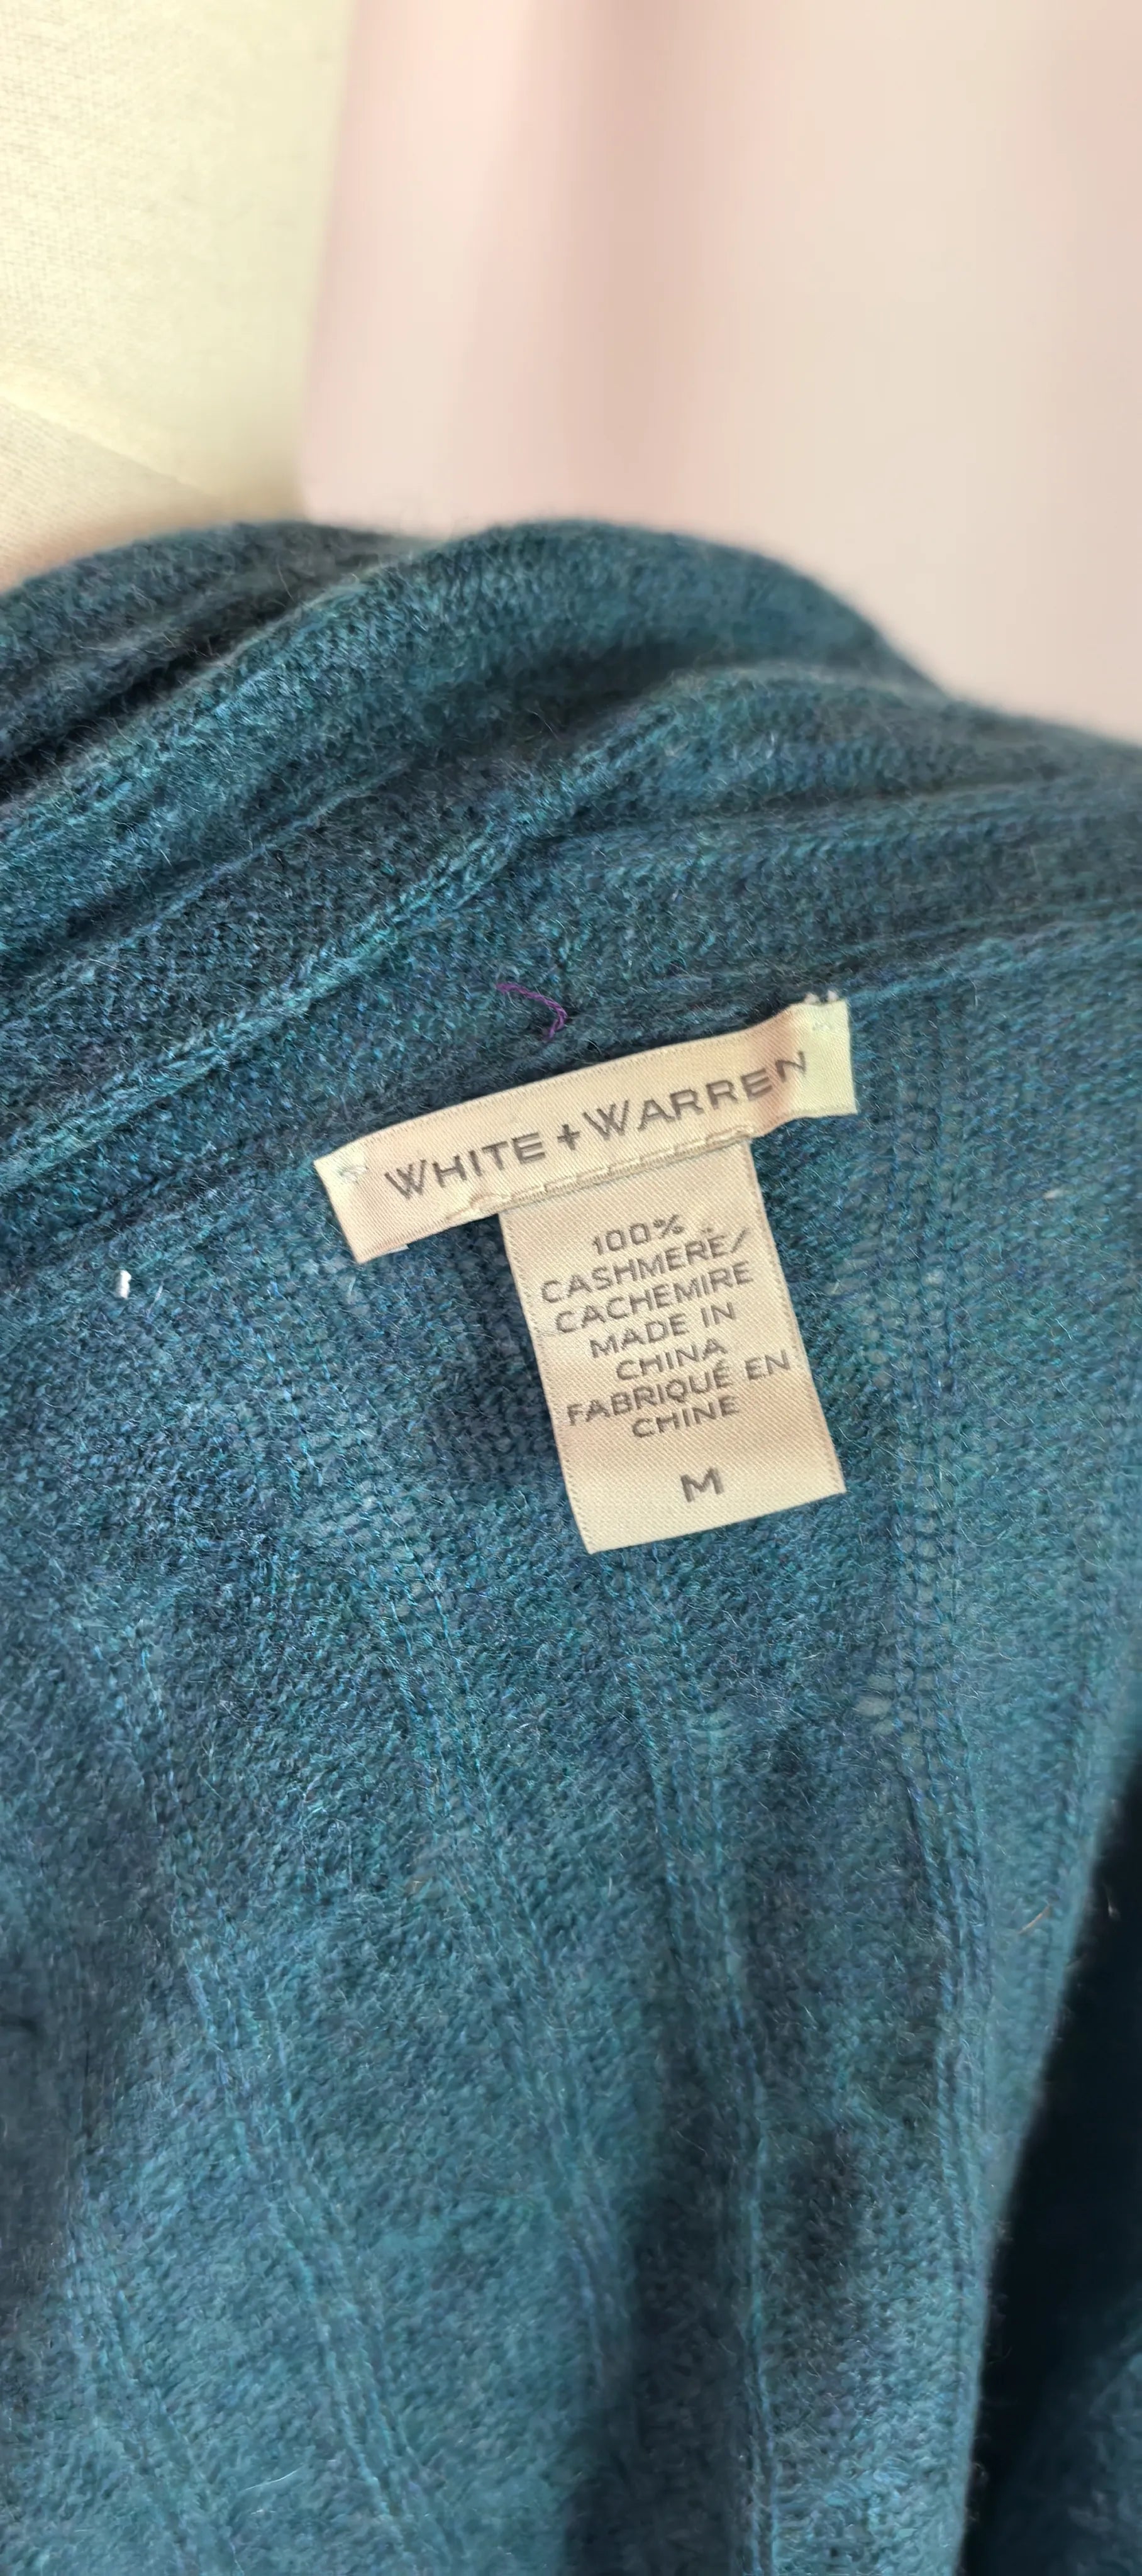 WHITE + WARREN
100%
CASHMERE/
CACHEMIRE
MADE IN
CHINA
FABRIQUÉ EN
CHINE
M